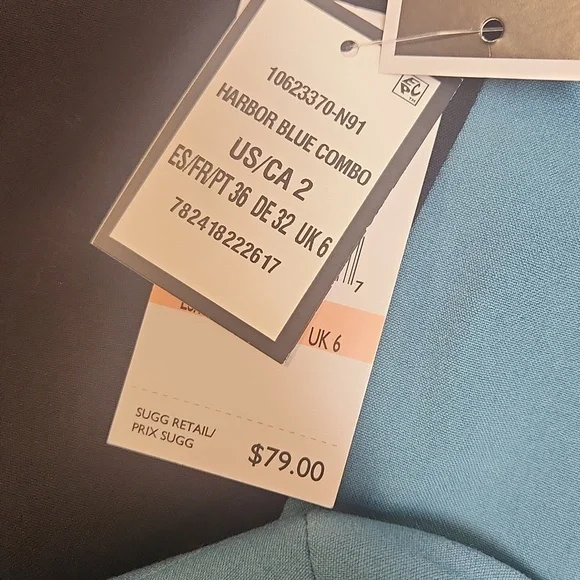 10623370-N91
HARBOR BLUE COMBO
US/CA 2
ES/FR/PT 36 DE 32 UK 6
782418222617
7
UK 6
SUGG RETAIL/
PRIX SUGG
$79.00